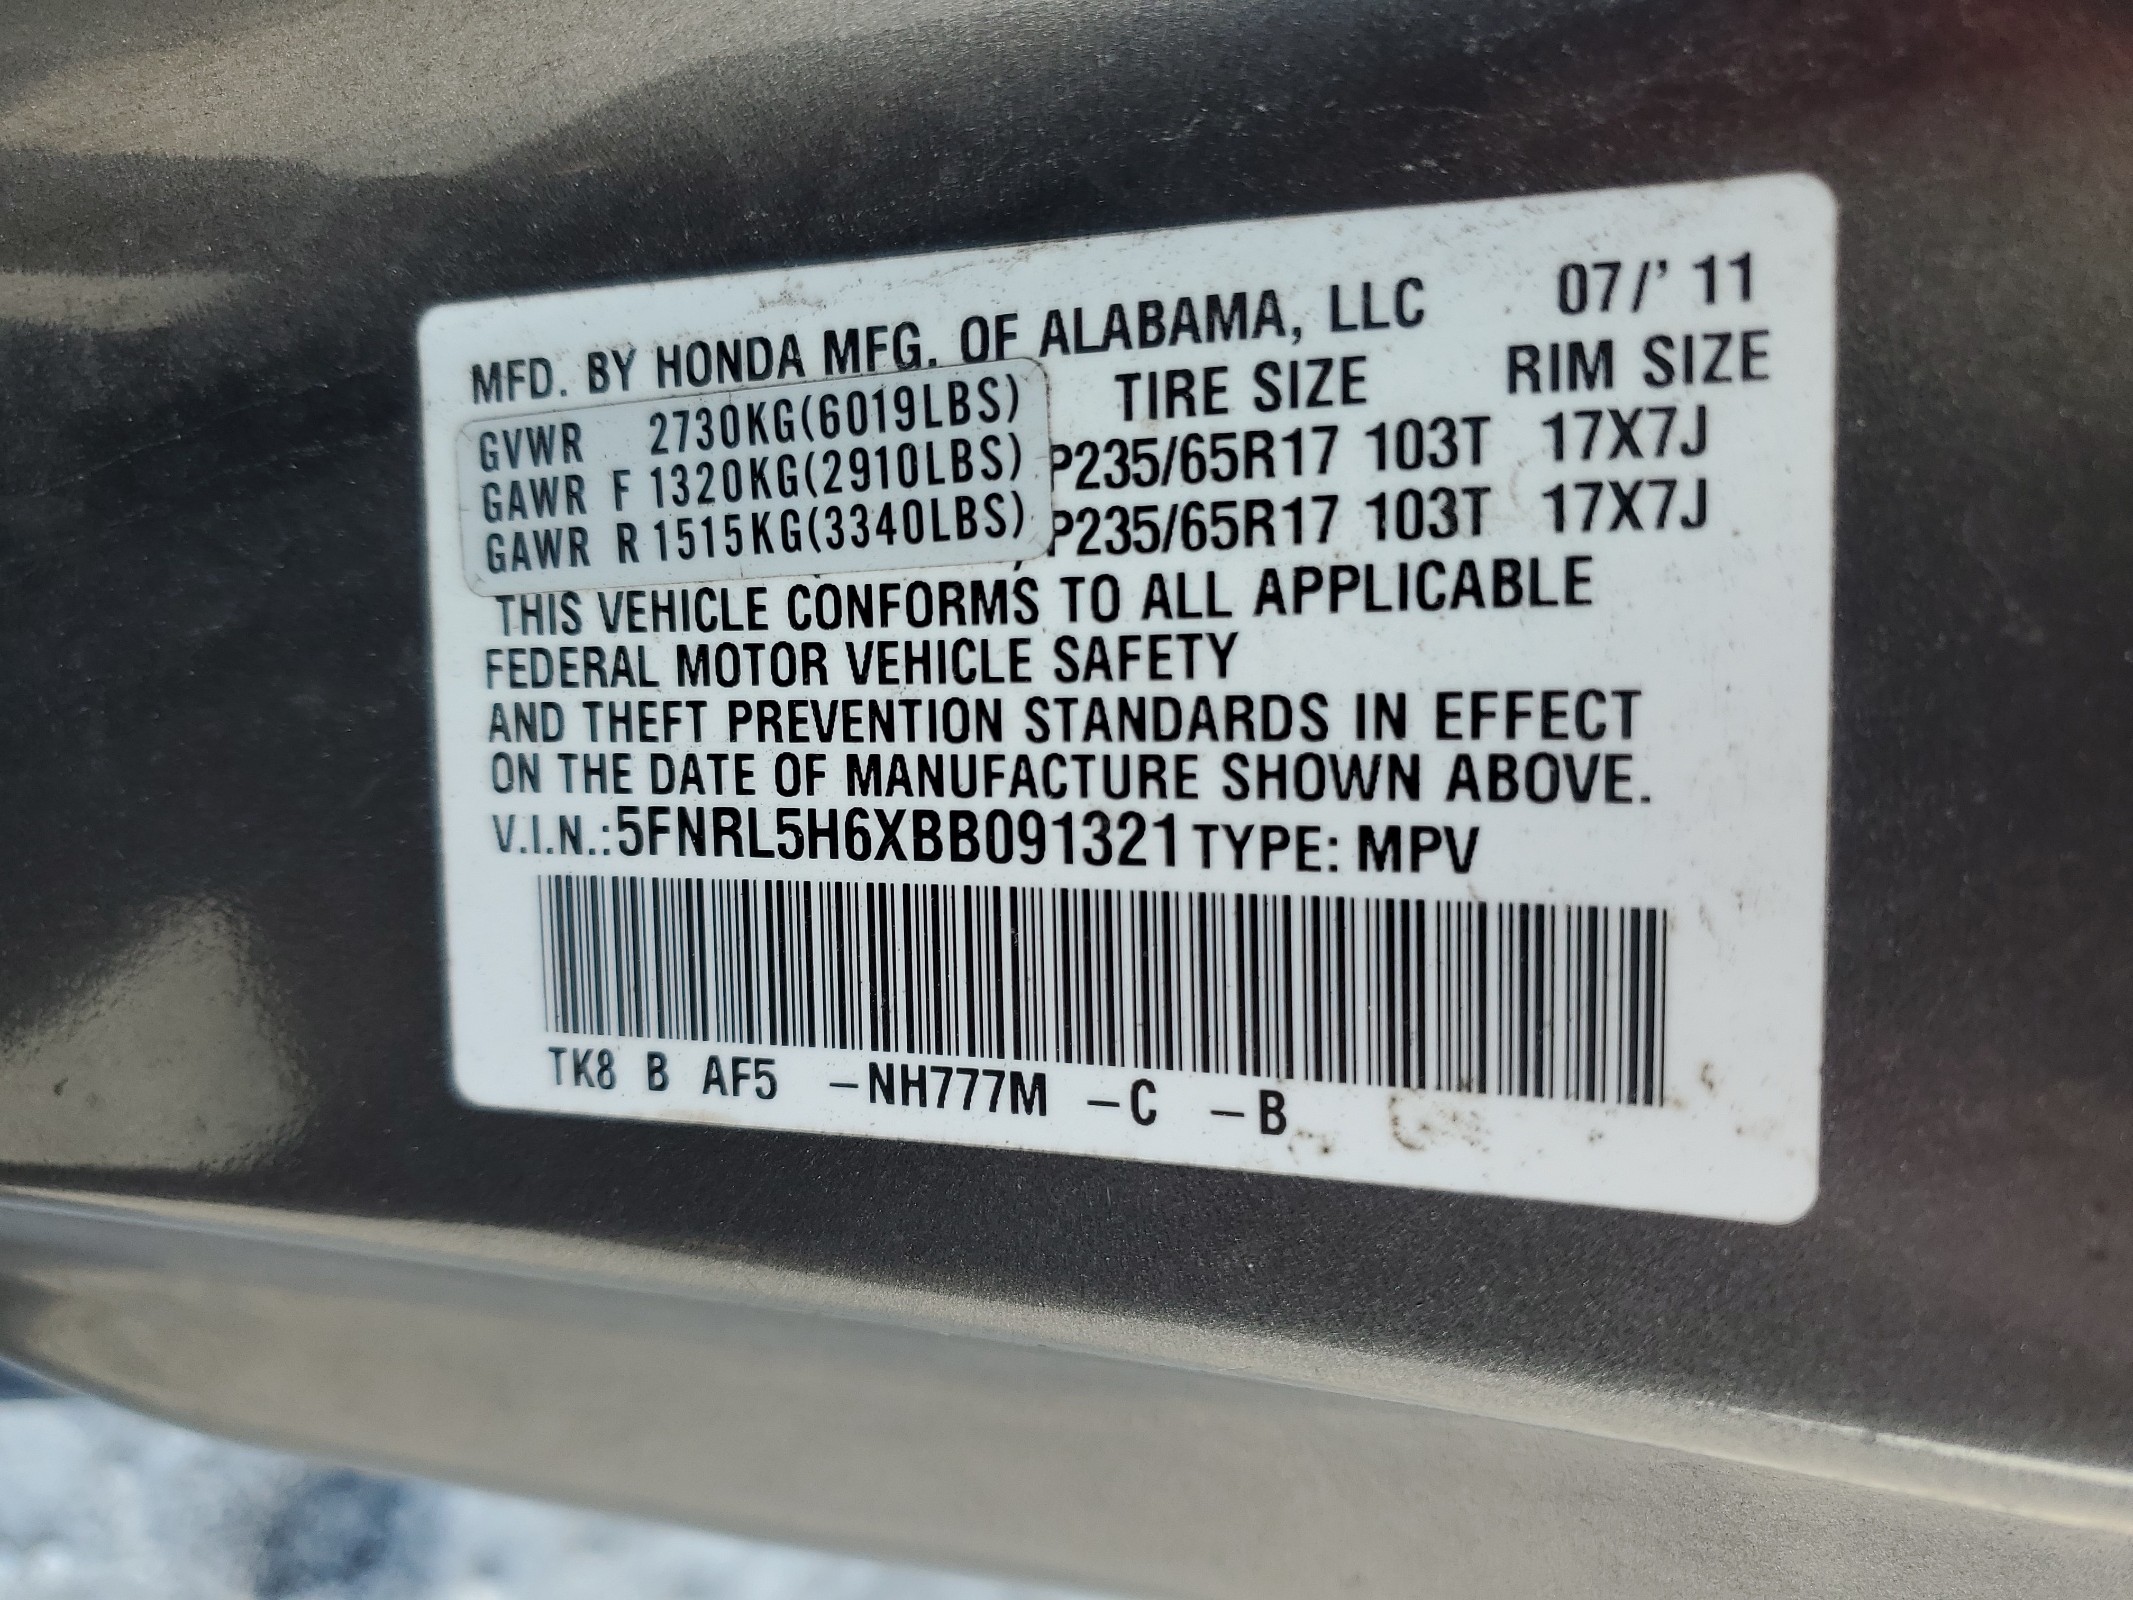 MFD. BY HONDA MFG. OF ALABAMA, LLC 07/' 11
TIRE SIZE RIM SIZE
GVWR 2730KG(6019LBS)
GAWR F 1320KG(2910LBS) P235/65R17 103T 17X7J
GAWR R 1515KG(3340LBS) P235/65R17 103T 17X7J
THIS VEHICLE CONFORMS TO ALL APPLICABLE
FEDERAL MOTOR VEHICLE SAFETY
AND THEFT PREVENTION STANDARDS IN EFFECT
ON THE DATE OF MANUFACTURE SHOWN ABOVE.
V.I.N.:5FNRL5H6XBB091321 TYPE: MPV
TK8 B AF5 –NH777M –C –B